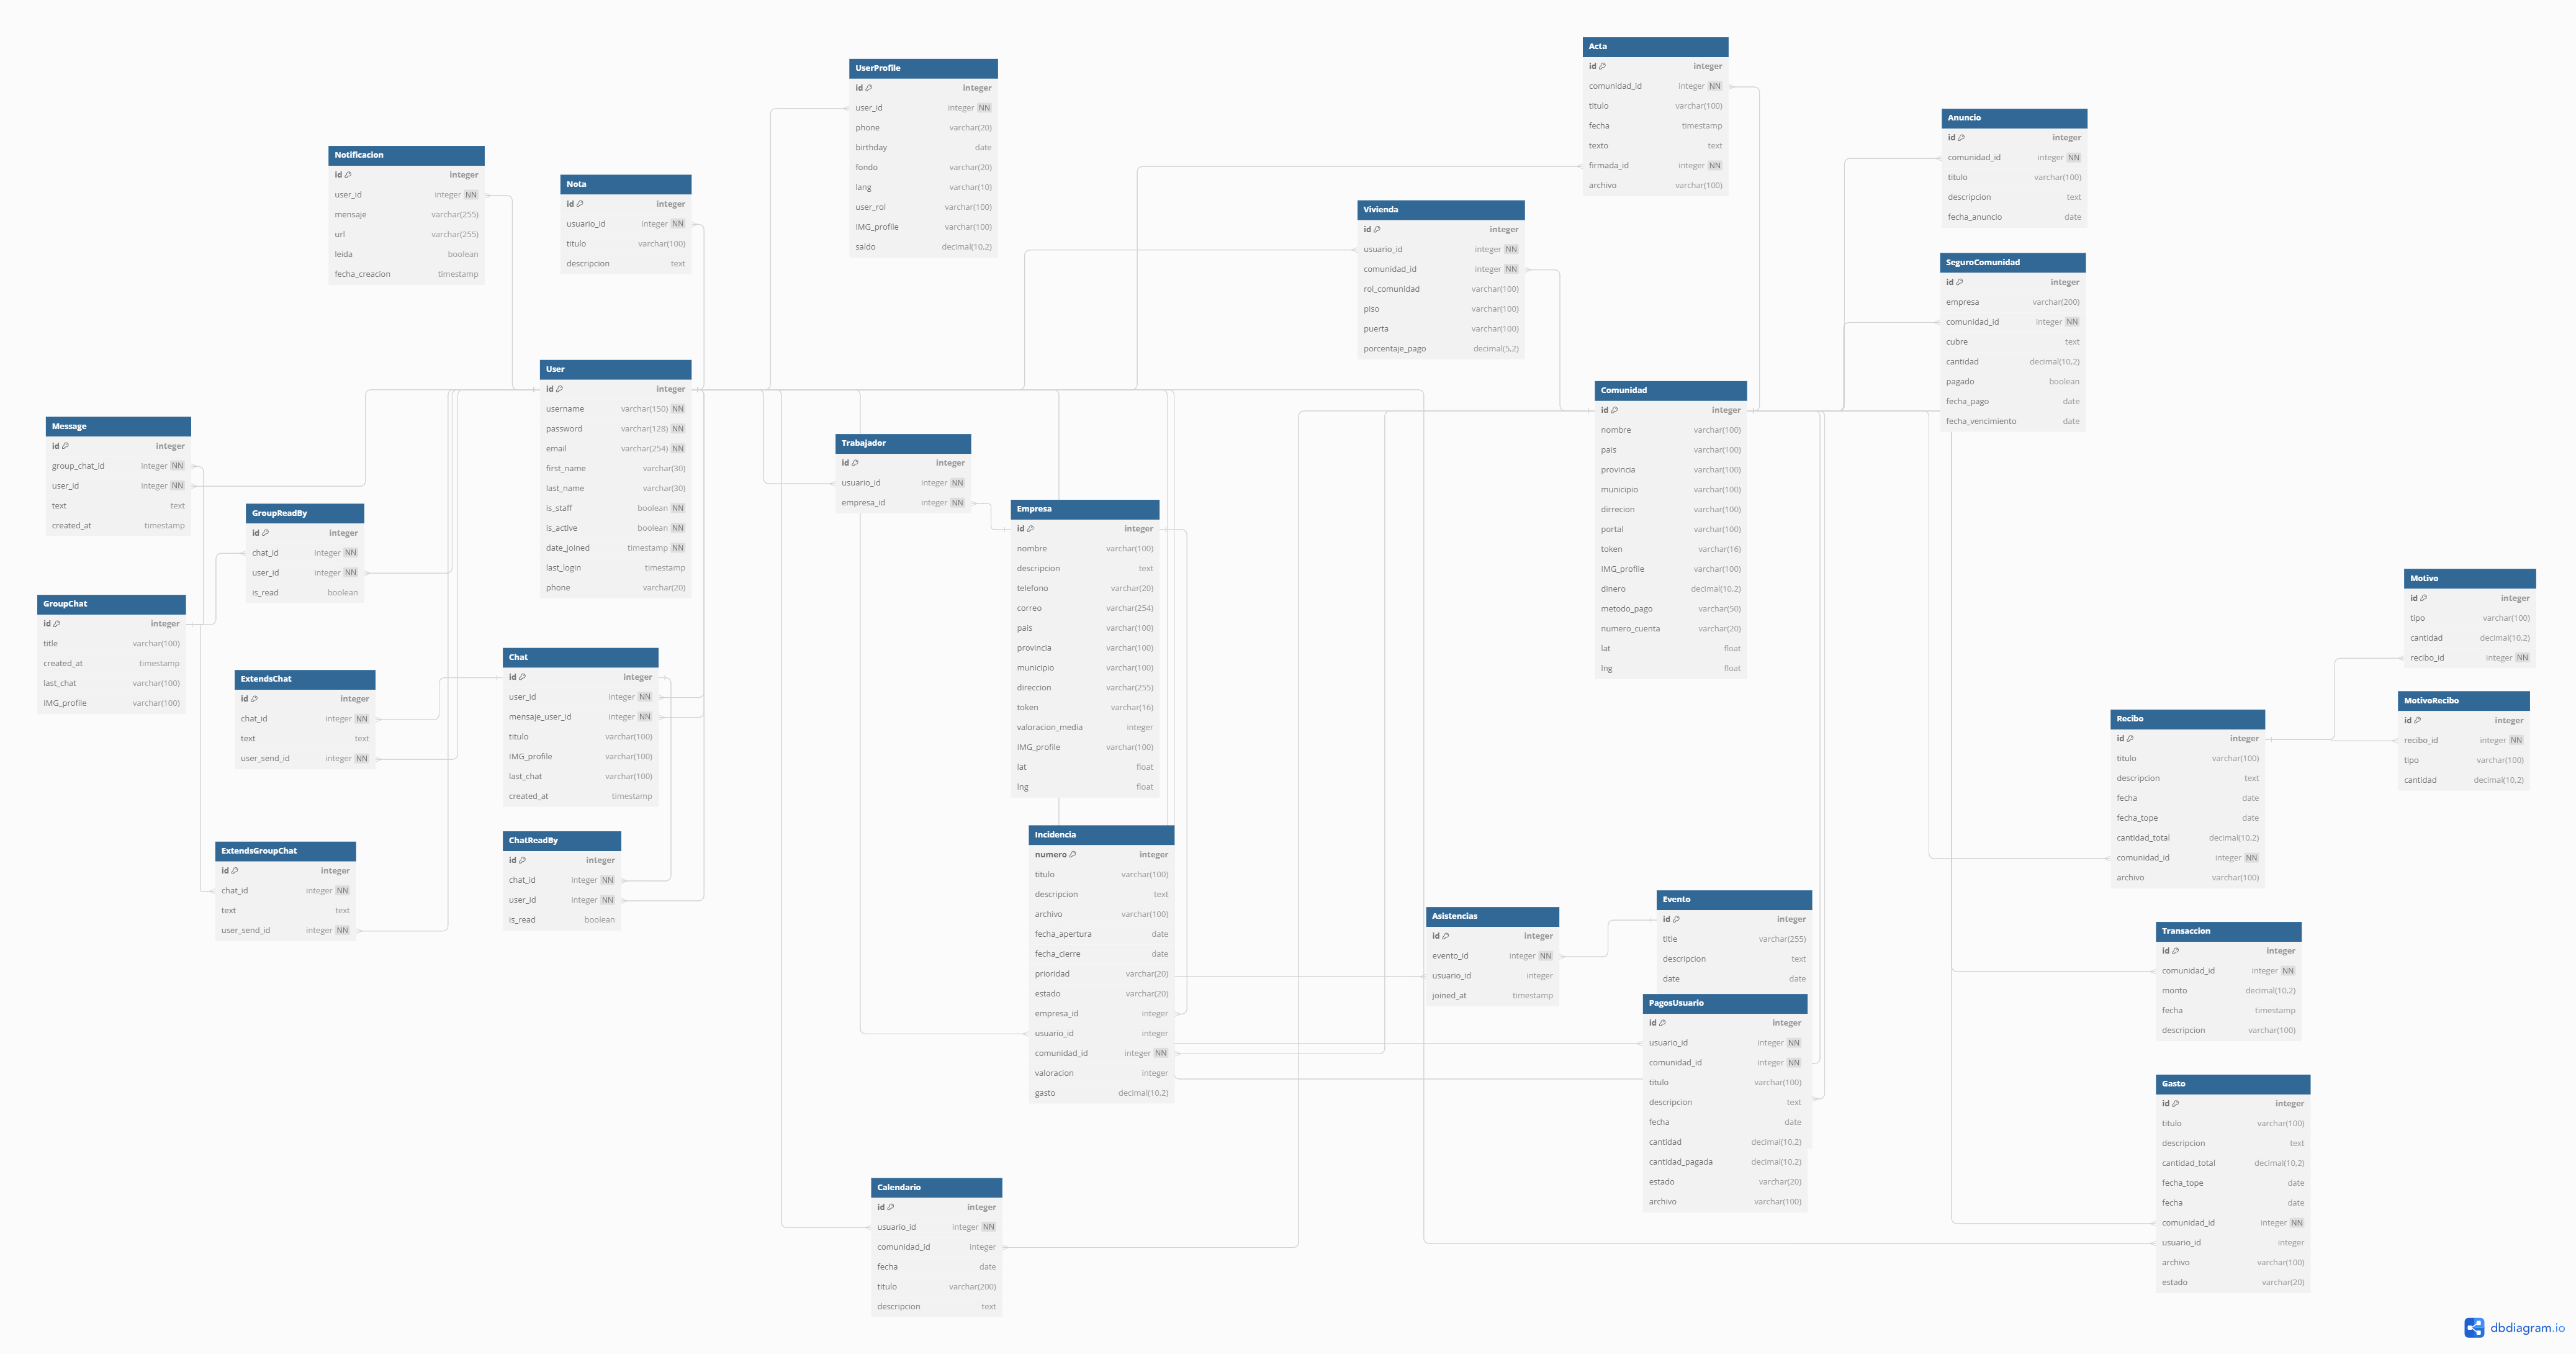 Acta
id integer
comunidad_id integer NN
titulo varchar(100)
fecha timestamp
texto text
firmada_id integer NN
archivo varchar(100)
UserProfile
id integer
user_id integer NN
phone varchar(20)
birthday date
fondo varchar(20)
lang varchar(10)
user_rol varchar(100)
IMG_profile varchar(100)
saldo decimal(10,2)
Anuncio
id integer
comunidad_id integer NN
titulo varchar(100)
descripcion text
fecha_anuncio date
Notificacion
id integer
user_id integer NN
mensaje varchar(255)
url varchar(255)
leida boolean
fecha_creacion timestamp
Nota
id integer
usuario_id integer NN
titulo varchar(100)
descripcion text
Vivienda
id integer
usuario_id integer NN
comunidad_id integer NN
rol_comunidad varchar(100)
piso varchar(100)
puerta varchar(100)
porcentaje_pago decimal(5,2)
SeguroComunidad
id integer
empresa varchar(200)
comunidad_id integer NN
cubre text
cantidad decimal(10,2)
pagado boolean
fecha_pago date
fecha_vencimiento date
User
id integer
username varchar(150) NN
password varchar(128) NN
email varchar(254) NN
first_name varchar(30)
last_name varchar(30)
is_staff boolean NN
is_active boolean NN
date_joined timestamp NN
last_login timestamp
phone varchar(20)
Comunidad
id integer
nombre varchar(100)
pais varchar(100)
provincia varchar(100)
municipio varchar(100)
dirrecion varchar(100)
portal varchar(100)
token varchar(16)
IMG_profile varchar(100)
dinero decimal(10,2)
metodo_pago varchar(50)
numero_cuenta varchar(20)
lat float
lng float
Message
id integer
group_chat_id integer NN
user_id integer NN
text text
created_at timestamp
Trabajador
id integer
usuario_id integer NN
empresa_id integer NN
GroupReadBy
id integer
chat_id integer NN
user_id integer NN
is_read boolean
Empresa
id integer
nombre varchar(100)
descripcion text
telefono varchar(20)
correo varchar(254)
pais varchar(100)
provincia varchar(100)
municipio varchar(100)
direccion varchar(255)
token varchar(16)
valoracion_media integer
IMG_profile varchar(100)
lat float
lng float
Motivo
id integer
tipo varchar(100)
cantidad decimal(10,2)
recibo_id integer NN
GroupChat
id integer
title varchar(100)
created_at timestamp
last_chat varchar(100)
IMG_profile varchar(100)
Chat
id integer
user_id integer NN
mensaje_user_id integer NN
titulo varchar(100)
IMG_profile varchar(100)
last_chat varchar(100)
created_at timestamp
ExtendsChat
id integer
chat_id integer NN
text text
user_send_id integer NN
MotivoRecibo
id integer
recibo_id integer NN
tipo varchar(100)
cantidad decimal(10,2)
Recibo
id integer
titulo varchar(100)
descripcion text
fecha date
fecha_tope date
cantidad_total decimal(10,2)
comunidad_id integer NN
archivo varchar(100)
Incidencia
numero integer
titulo varchar(100)
descripcion text
archivo varchar(100)
fecha_apertura date
fecha_cierre date
prioridad varchar(20)
estado varchar(20)
empresa_id integer
usuario_id integer
comunidad_id integer NN
valoracion integer
gasto decimal(10,2)
ChatReadBy
id integer
chat_id integer NN
user_id integer NN
is_read boolean
ExtendsGroupChat
id integer
chat_id integer NN
text text
user_send_id integer NN
Evento
id integer
title varchar(255)
descripcion text
date date
Asistencias
id integer
evento_id integer NN
usuario_id integer
joined_at timestamp
Transaccion
id integer
comunidad_id integer NN
monto decimal(10,2)
fecha timestamp
descripcion varchar(100)
PagosUsuario
id integer
usuario_id integer NN
comunidad_id integer NN
titulo varchar(100)
descripcion text
fecha date
cantidad decimal(10,2)
cantidad_pagada decimal(10,2)
estado varchar(20)
archivo varchar(100)
Gasto
id integer
titulo varchar(100)
descripcion text
cantidad_total decimal(10,2)
fecha_tope date
fecha date
comunidad_id integer NN
usuario_id integer
archivo varchar(100)
estado varchar(20)
Calendario
id integer
usuario_id integer NN
comunidad_id integer
fecha date
titulo varchar(200)
descripcion text
dbdiagram.io